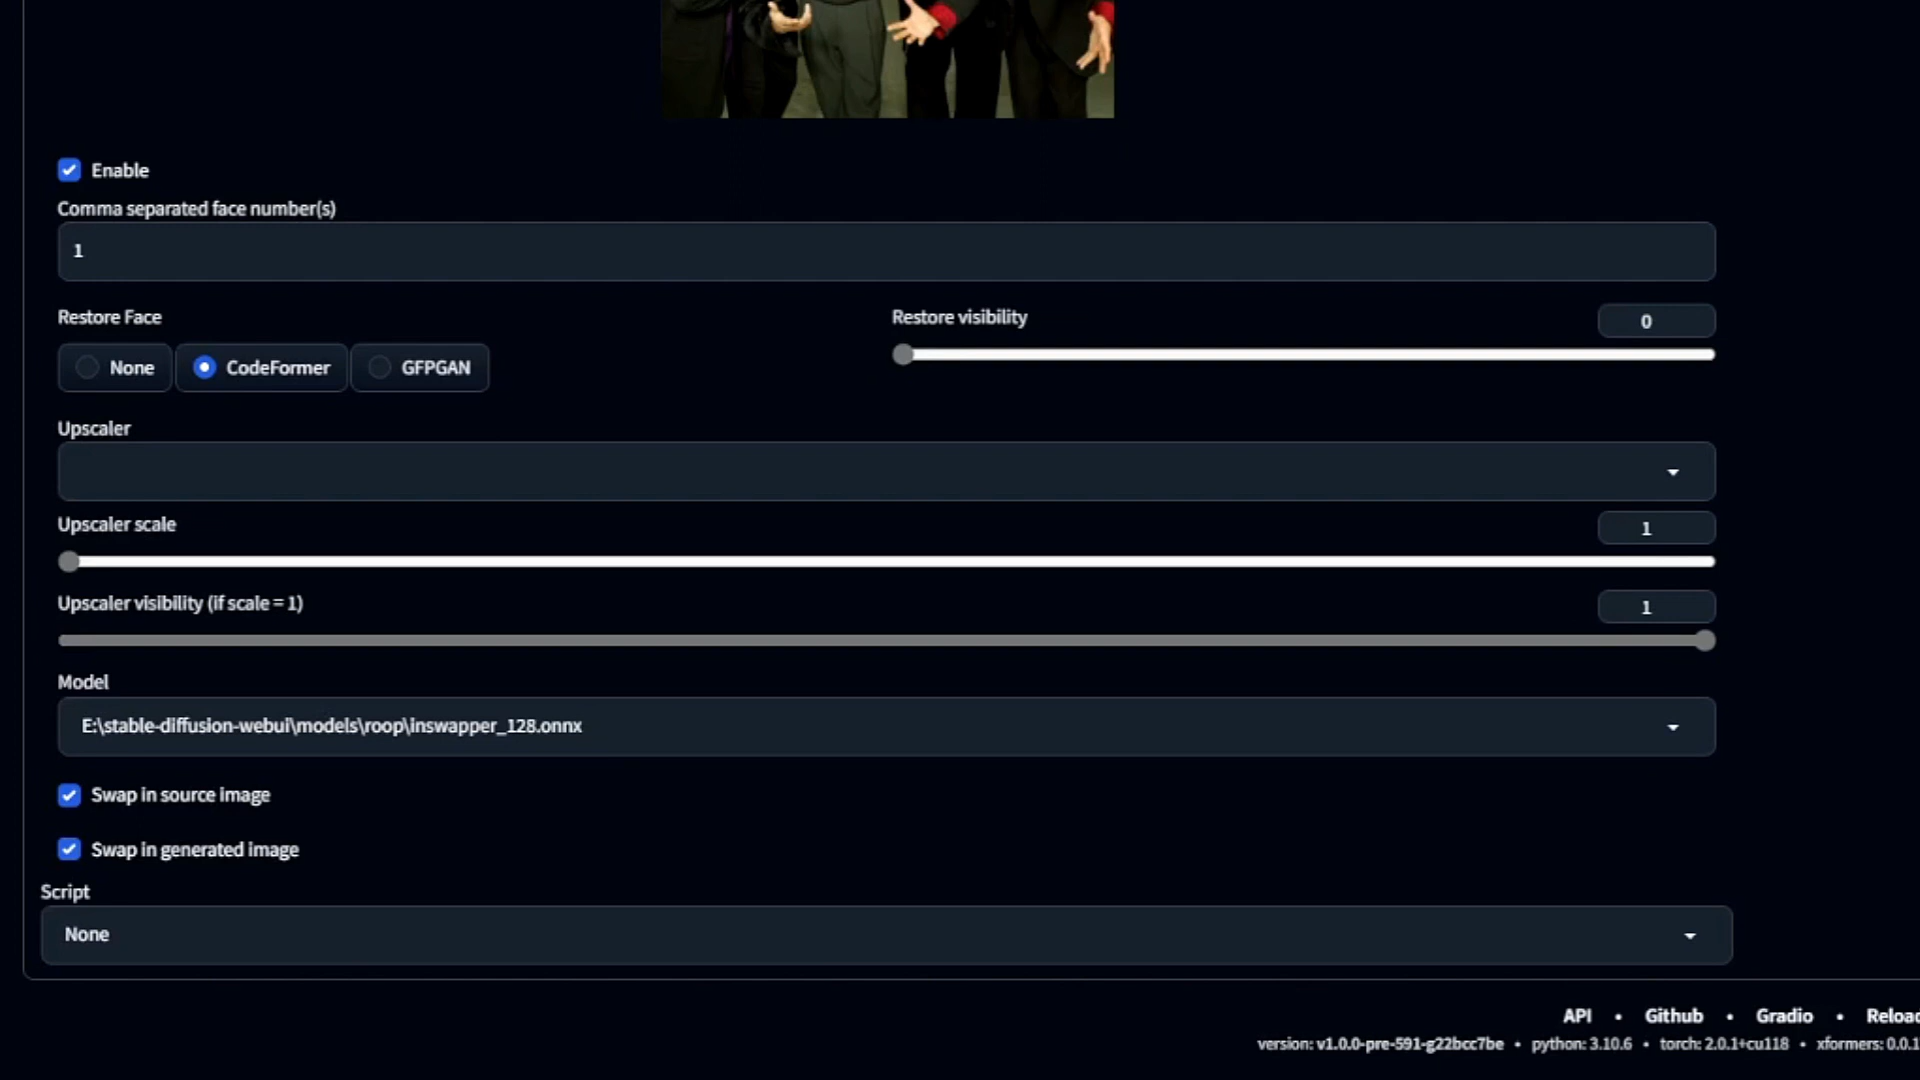 Enable
Comma separated face number(s)
1
Restore Face
Restore visibility
0
None
CodeFormer
GFPGAN
Upscaler
Upscaler scale
1
Upscaler visibility (if scale = 1)
1
Model
E:\stable-diffusion-webui\models\roop\inswapper_128.onnx
Swap in source image
Swap in generated image
Script
None
API • Github • Gradio • Reload
version: v1.0.0-pre-591-g22bcc7be • python: 3.10.6 • torch: 2.0.1+cu118 • xformers: 0.0.1